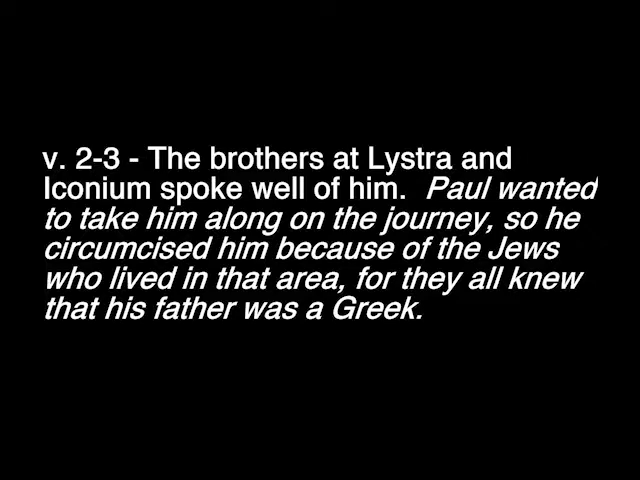 v. 2-3 - The brothers at Lystra and
Iconium spoke well of him.  Paul wanted
to take him along on the journey, so he
circumcised him because of the Jews
who lived in that area, for they all knew
that his father was a Greek.